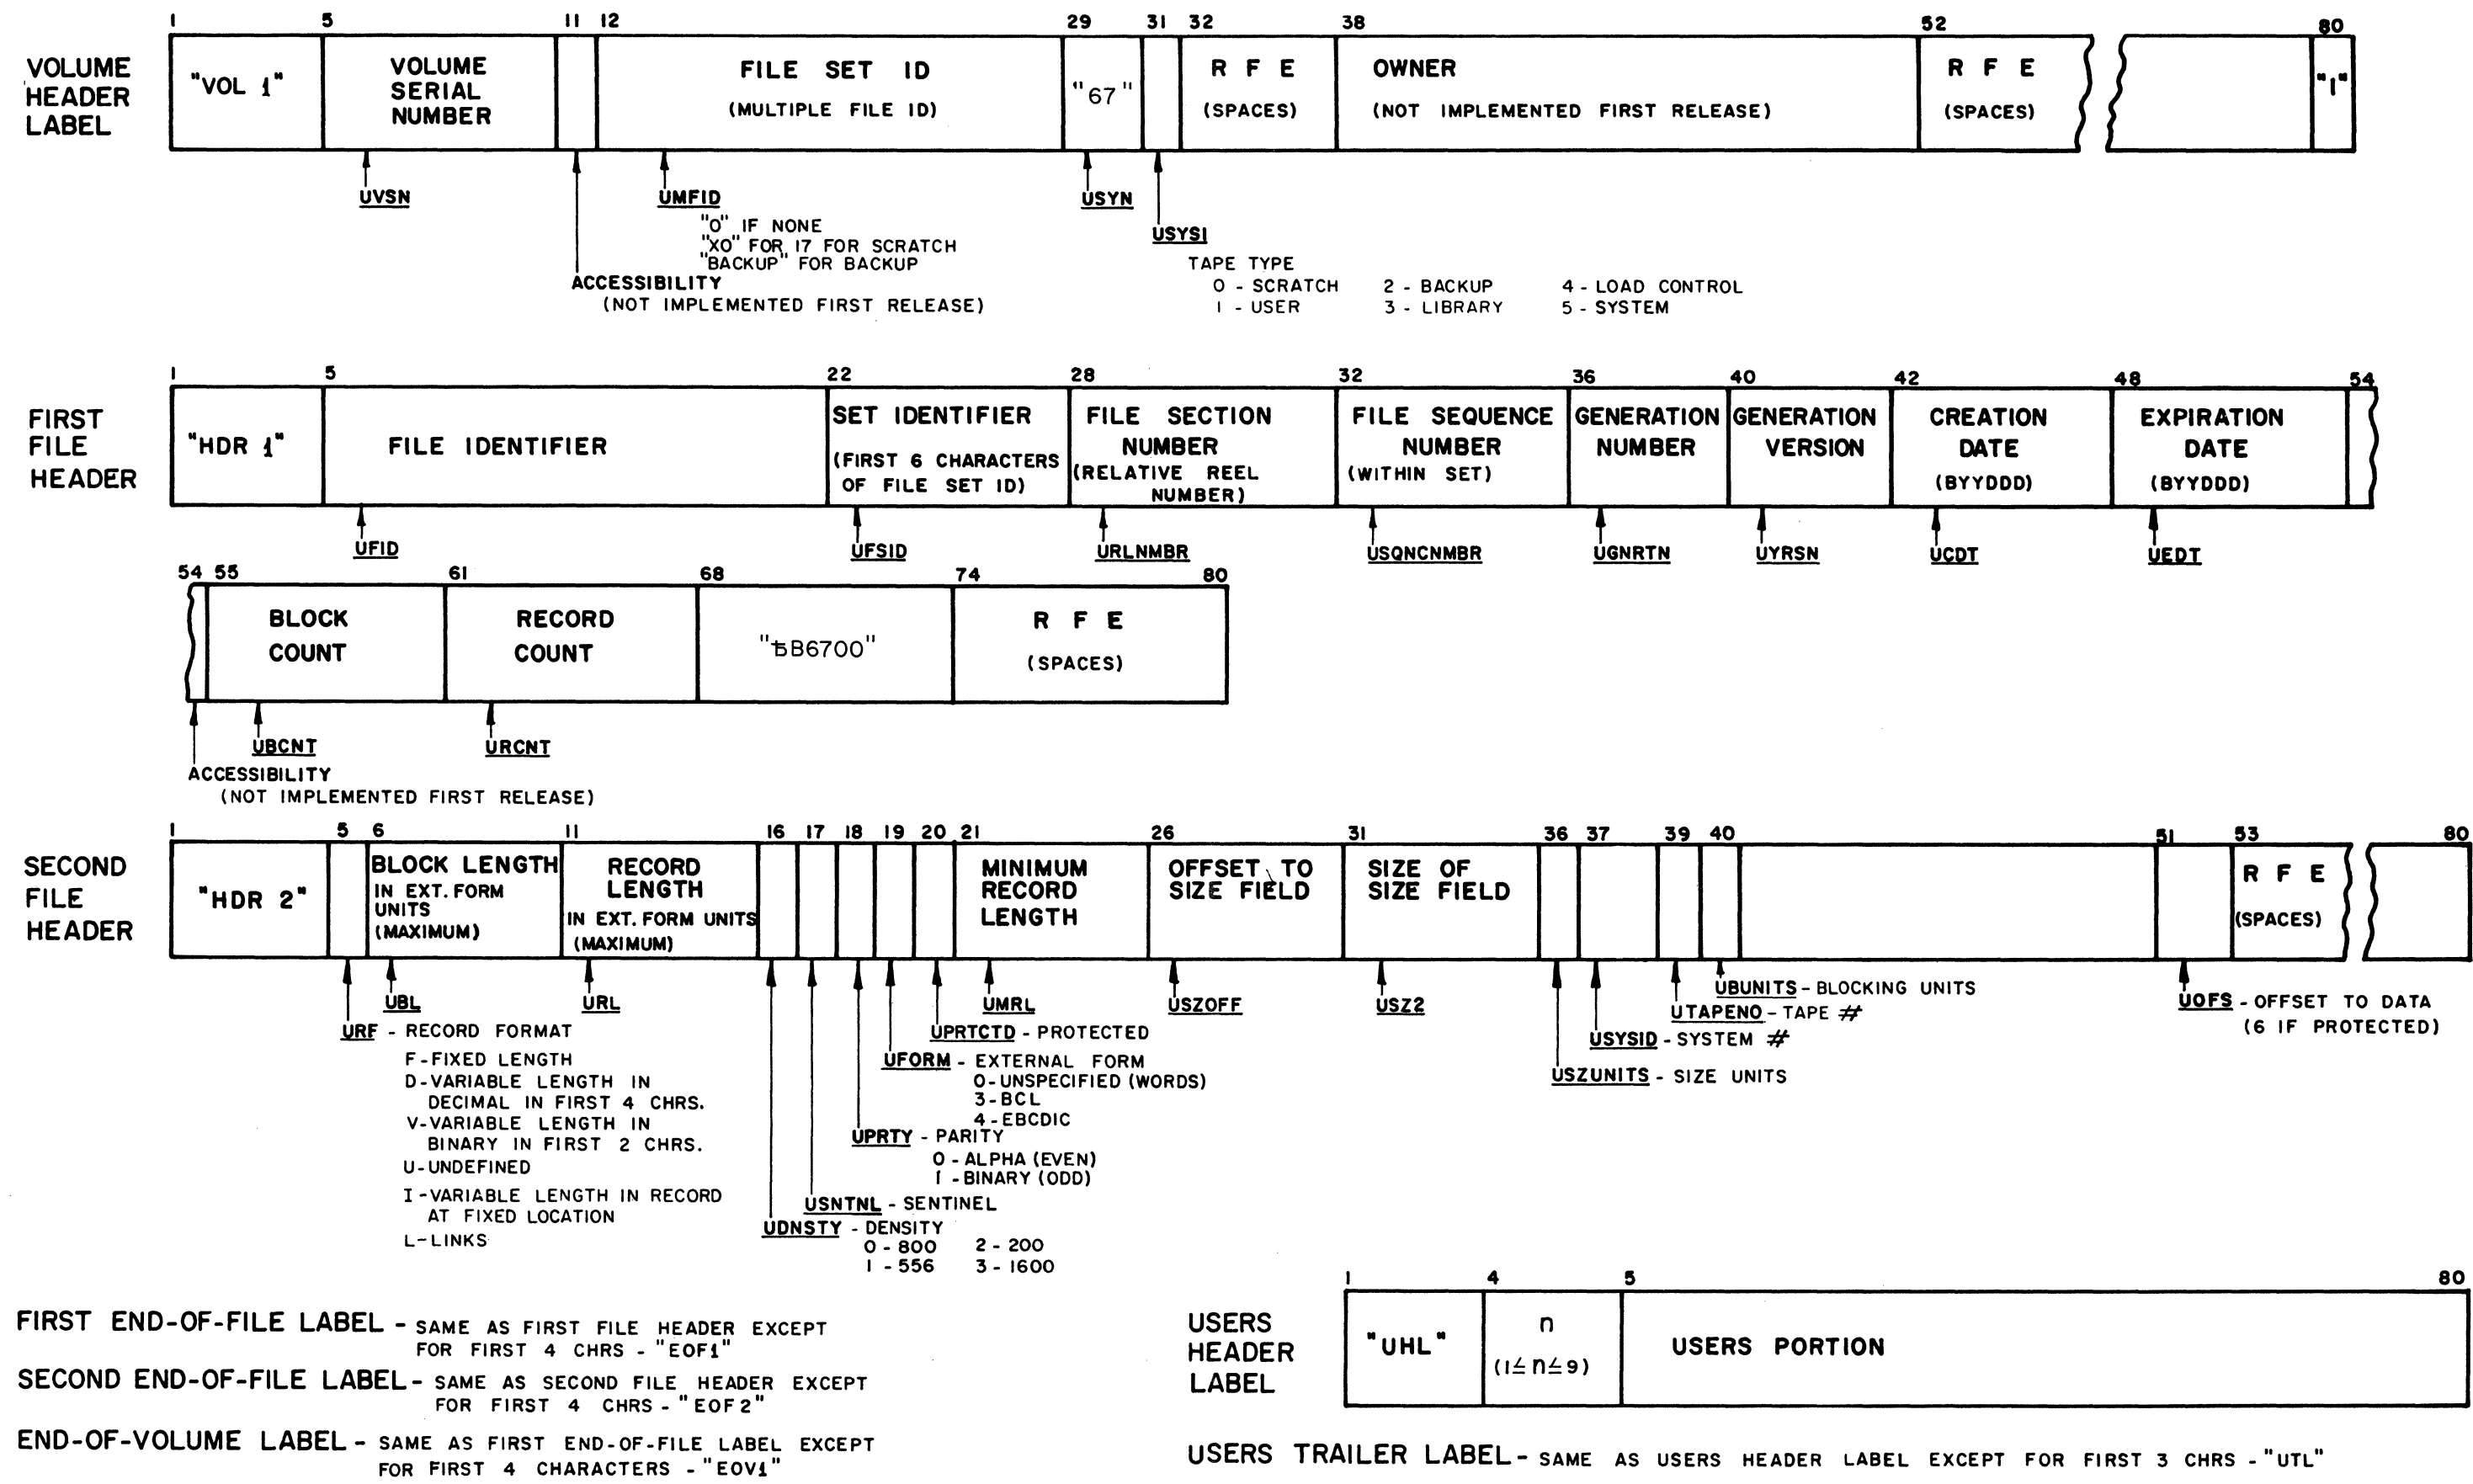 1 5 11 12 29 31 32 38 52 80
VOLUME HEADER LABEL
"VOL 1"
VOLUME SERIAL NUMBER
FILE SET ID
(MULTIPLE FILE ID)
"67"
R F E
(SPACES)
OWNER
(NOT IMPLEMENTED FIRST RELEASE)
R F E
(SPACES)
"1"
UVSN
UMFID
"0" IF NONE
"X0" FOR 17 FOR SCRATCH
"BACKUP" FOR BACKUP
ACCESSIBILITY
(NOT IMPLEMENTED FIRST RELEASE)
USYN
USYS1
TAPE TYPE
0 - SCRATCH 2 - BACKUP 4 - LOAD CONTROL
1 - USER 3 - LIBRARY 5 - SYSTEM
1 5 22 28 32 36 40 42 48 54
FIRST
FILE
HEADER
"HDR 1"
FILE IDENTIFIER
SET IDENTIFIER
(FIRST 6 CHARACTERS
OF FILE SET ID)
FILE SECTION
NUMBER
(RELATIVE REEL
NUMBER)
FILE SEQUENCE
NUMBER
(WITHIN SET)
GENERATION
NUMBER
GENERATION
VERSION
CREATION
DATE
(BYYDDD)
EXPIRATION
DATE
(BYYDDD)
UFID
UFSID
URLNMBR
USQNCNMBR
UGNRTN
UYRSN
UCDT
UEDT
54 55 61 68 74 80
BLOCK
COUNT
RECORD
COUNT
"ƀB6700"
R F E
(SPACES)
UBCNT
URCNT
ACCESSIBILITY
(NOT IMPLEMENTED FIRST RELEASE)
1 5 6 11 16 17 18 19 20 21 26 31 36 37 39 40 51 53 80
SECOND
FILE
HEADER
"HDR 2"
BLOCK LENGTH
IN EXT. FORM
UNITS
(MAXIMUM)
RECORD
LENGTH
IN EXT. FORM UNITS
(MAXIMUM)
MINIMUM
RECORD
LENGTH
OFFSET TO
SIZE FIELD
SIZE OF
SIZE FIELD
R F E
(SPACES)
UBL
URL
UMRL
USZOFF
USZ2
UBUNITS - BLOCKING UNITS
UTAPENO - TAPE #
USYSID - SYSTEM #
USZUNITS - SIZE UNITS
UOFS - OFFSET TO DATA
(6 IF PROTECTED)
URF - RECORD FORMAT
F-FIXED LENGTH
D-VARIABLE LENGTH IN
DECIMAL IN FIRST 4 CHRS.
V-VARIABLE LENGTH IN
BINARY IN FIRST 2 CHRS.
U-UNDEFINED
I-VARIABLE LENGTH IN RECORD
AT FIXED LOCATION
L-LINKS
UPRTCTD - PROTECTED
UFORM - EXTERNAL FORM
0-UNSPECIFIED (WORDS)
3-BCL
4-EBCDIC
UPRTY - PARITY
0 - ALPHA (EVEN)
1 - BINARY (ODD)
USNTNL - SENTINEL
UDNSTY - DENSITY
0 - 800 2 - 200
1 - 556 3 - 1600
FIRST END-OF-FILE LABEL - SAME AS FIRST FILE HEADER EXCEPT
FOR FIRST 4 CHRS - "EOF1"
SECOND END-OF-FILE LABEL - SAME AS SECOND FILE HEADER EXCEPT
FOR FIRST 4 CHRS - "EOF2"
END-OF-VOLUME LABEL - SAME AS FIRST END-OF-FILE LABEL EXCEPT
FOR FIRST 4 CHARACTERS - "EOV1"
1 4 5 80
USERS
HEADER
LABEL
"UHL"
n
(1≤n≤9)
USERS PORTION
USERS TRAILER LABEL - SAME AS USERS HEADER LABEL EXCEPT FOR FIRST 3 CHRS - "UTL"